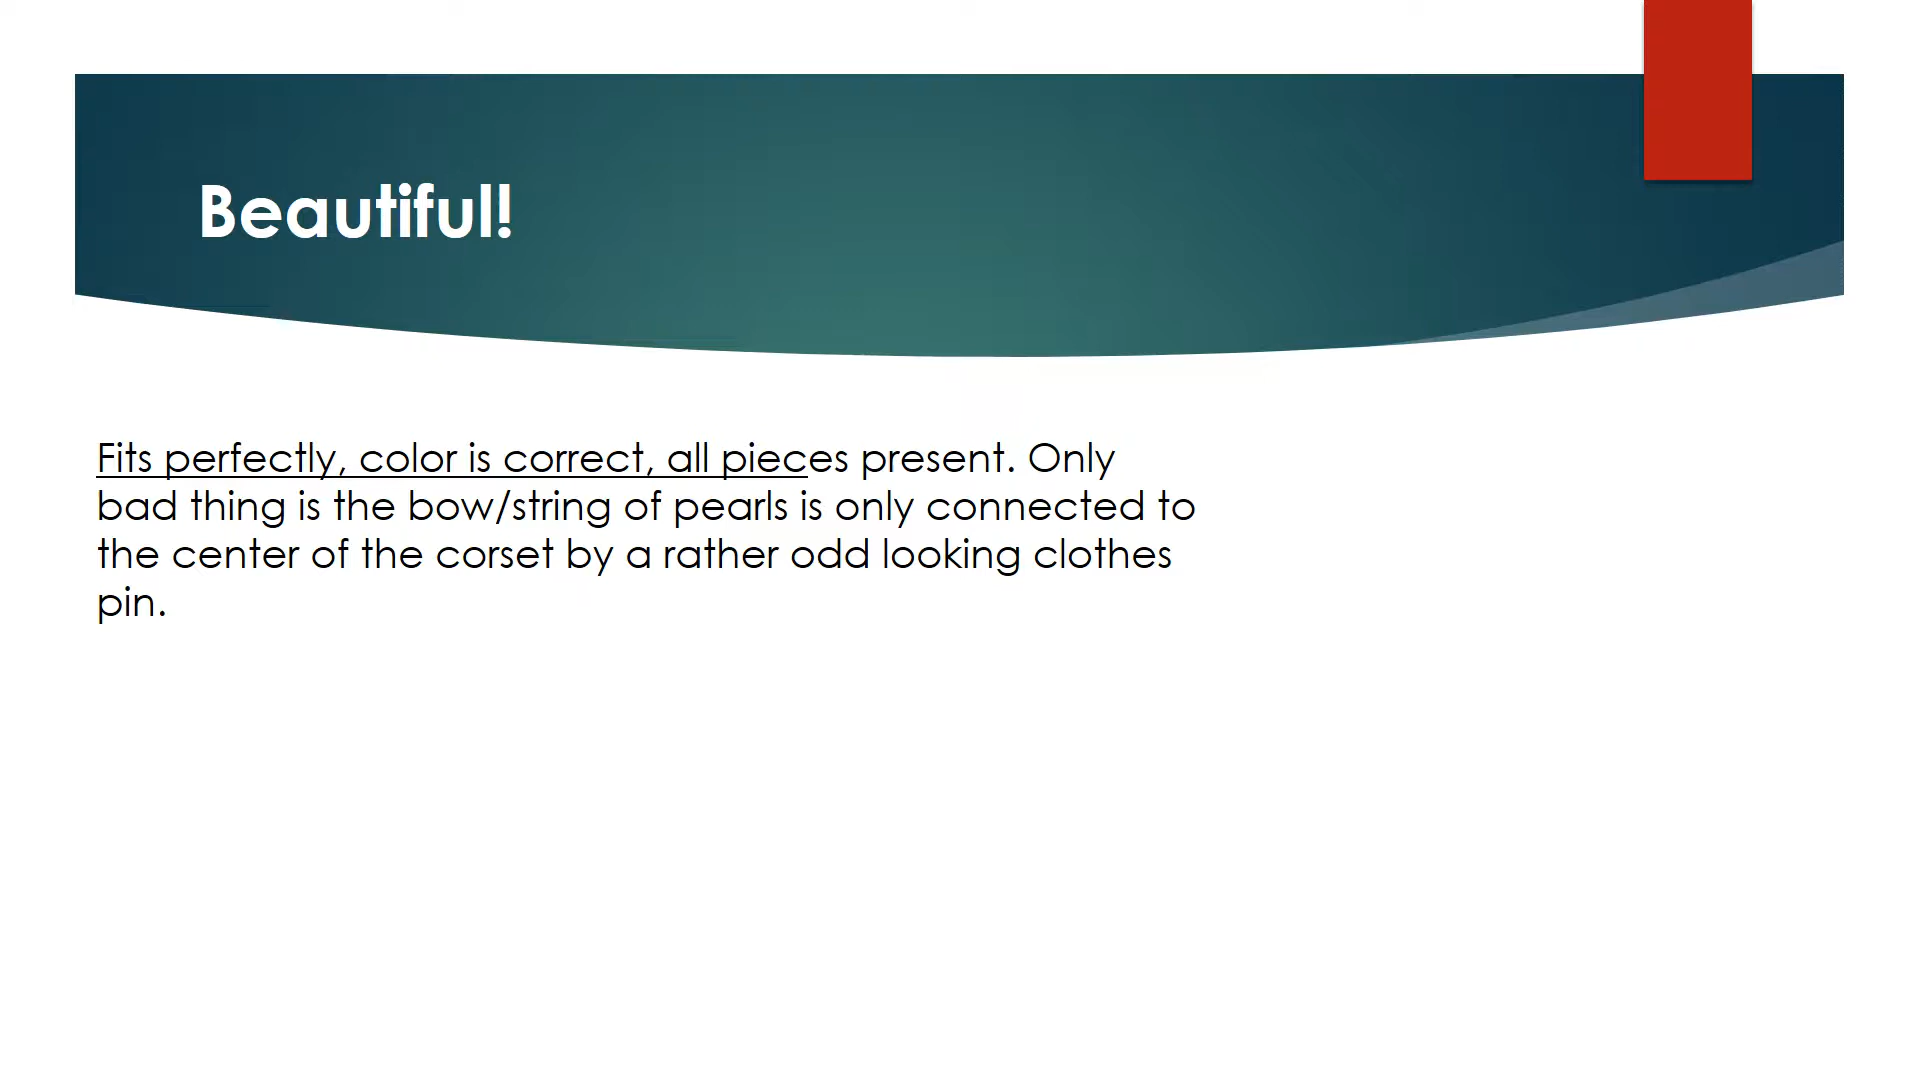 Beautiful!
Fits perfectly, color is correct, all pieces present. Only
bad thing is the bow/string of pearls is only connected to
the center of the corset by a rather odd looking clothes
pin.